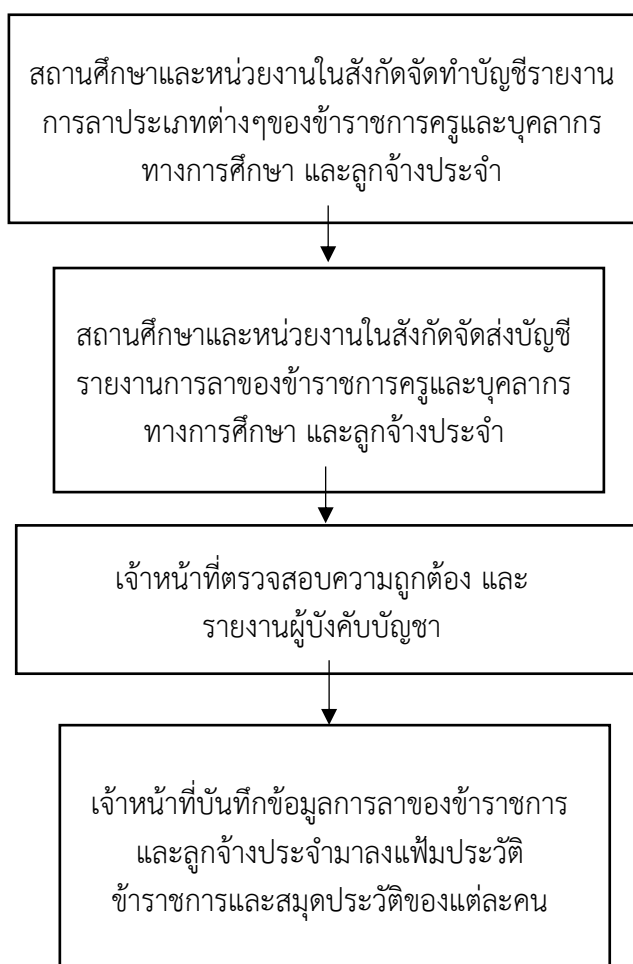 สถานศึกษาและหน่วยงานในสังกัดจัดทำบัญชีรายงาน
การลาประเภทต่างๆของข้าราชการครูและบุคลากร
ทางการศึกษา และลูกจ้างประจำ
สถานศึกษาและหน่วยงานในสังกัดจัดส่งบัญชี
รายงานการลาของข้าราชการครูและบุคลากร
ทางการศึกษา และลูกจ้างประจำ
เจ้าหน้าที่ตรวจสอบความถูกต้อง และ
รายงานผู้บังคับบัญชา
เจ้าหน้าที่บันทึกข้อมูลการลาของข้าราชการ
และลูกจ้างประจำมาลงแฟ้มประวัติ
ข้าราชการและสมุดประวัติของแต่ละคน